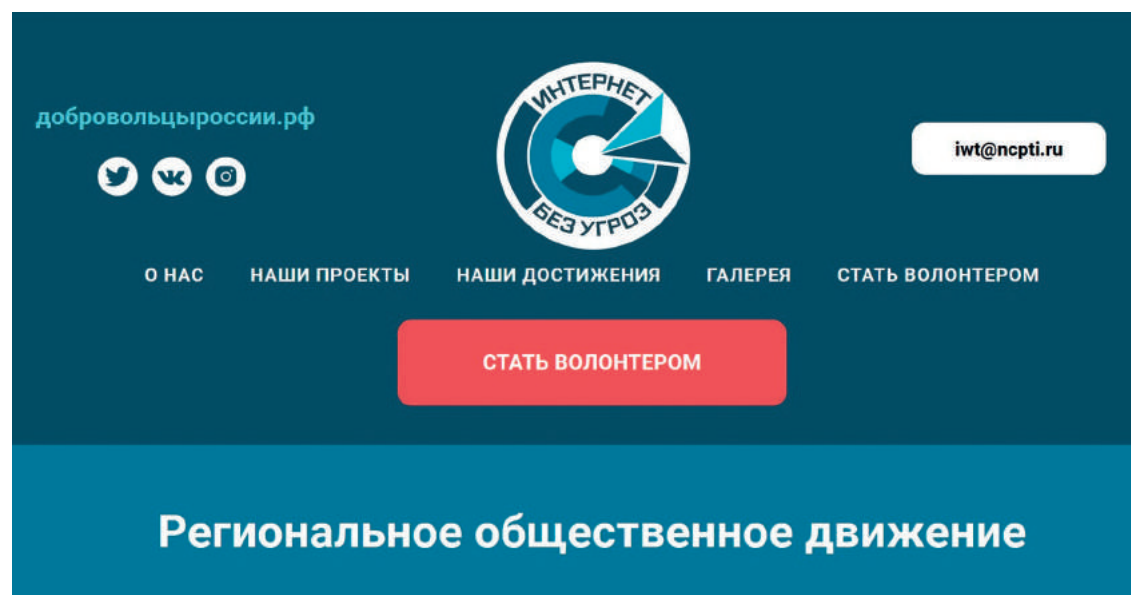 добровольцыроссии.рф
ИНТЕРНЕТ
БЕЗ УГРОЗ
iwt@ncpti.ru
О НАС НАШИ ПРОЕКТЫ НАШИ ДОСТИЖЕНИЯ ГАЛЕРЕЯ СТАТЬ ВОЛОНТЕРОМ
СТАТЬ ВОЛОНТЕРОМ
Региональное общественное движение